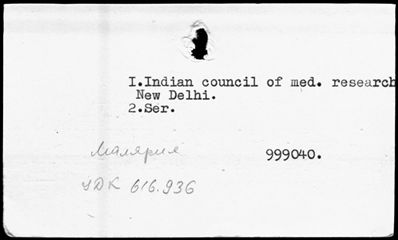 I.Indian council of med. research
New Delhi.
2.Ser.
Малярия
999040.
УДК 616.936